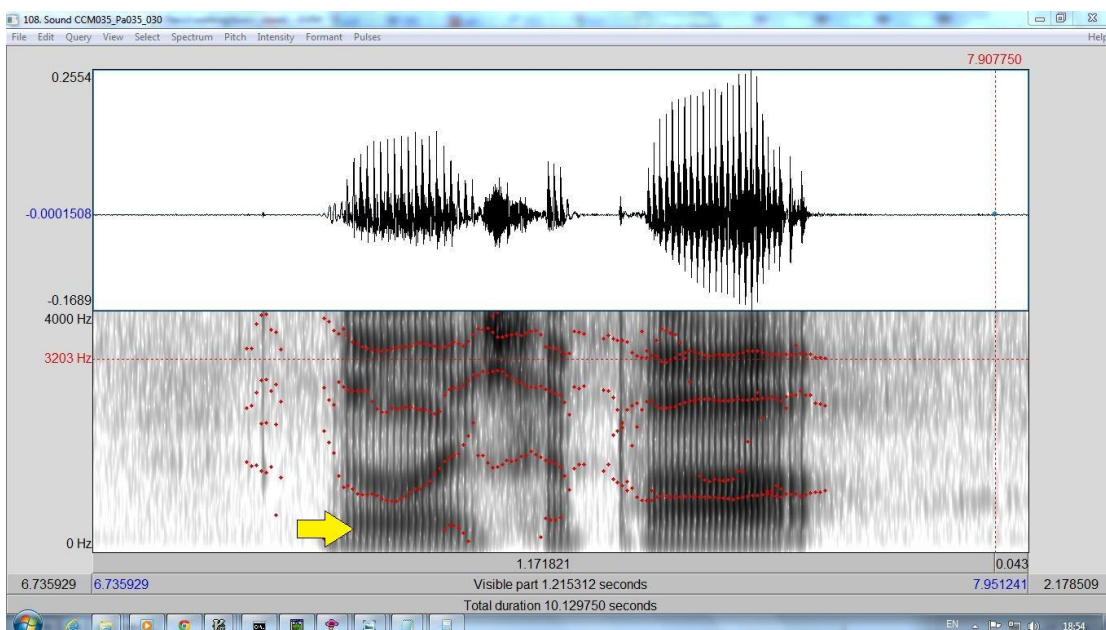 108. Sound CCM035_Pa035_030
File Edit Query View Select Spectrum Pitch Intensity Formant Pulses Help
7.907750
0.2554
-0.0001508
-0.1689
4000 Hz
3203 Hz
0 Hz
1.171821 0.043
6.735929 6.735929 Visible part 1.215312 seconds 7.951241 2.178509
Total duration 10.129750 seconds
EN 18:54